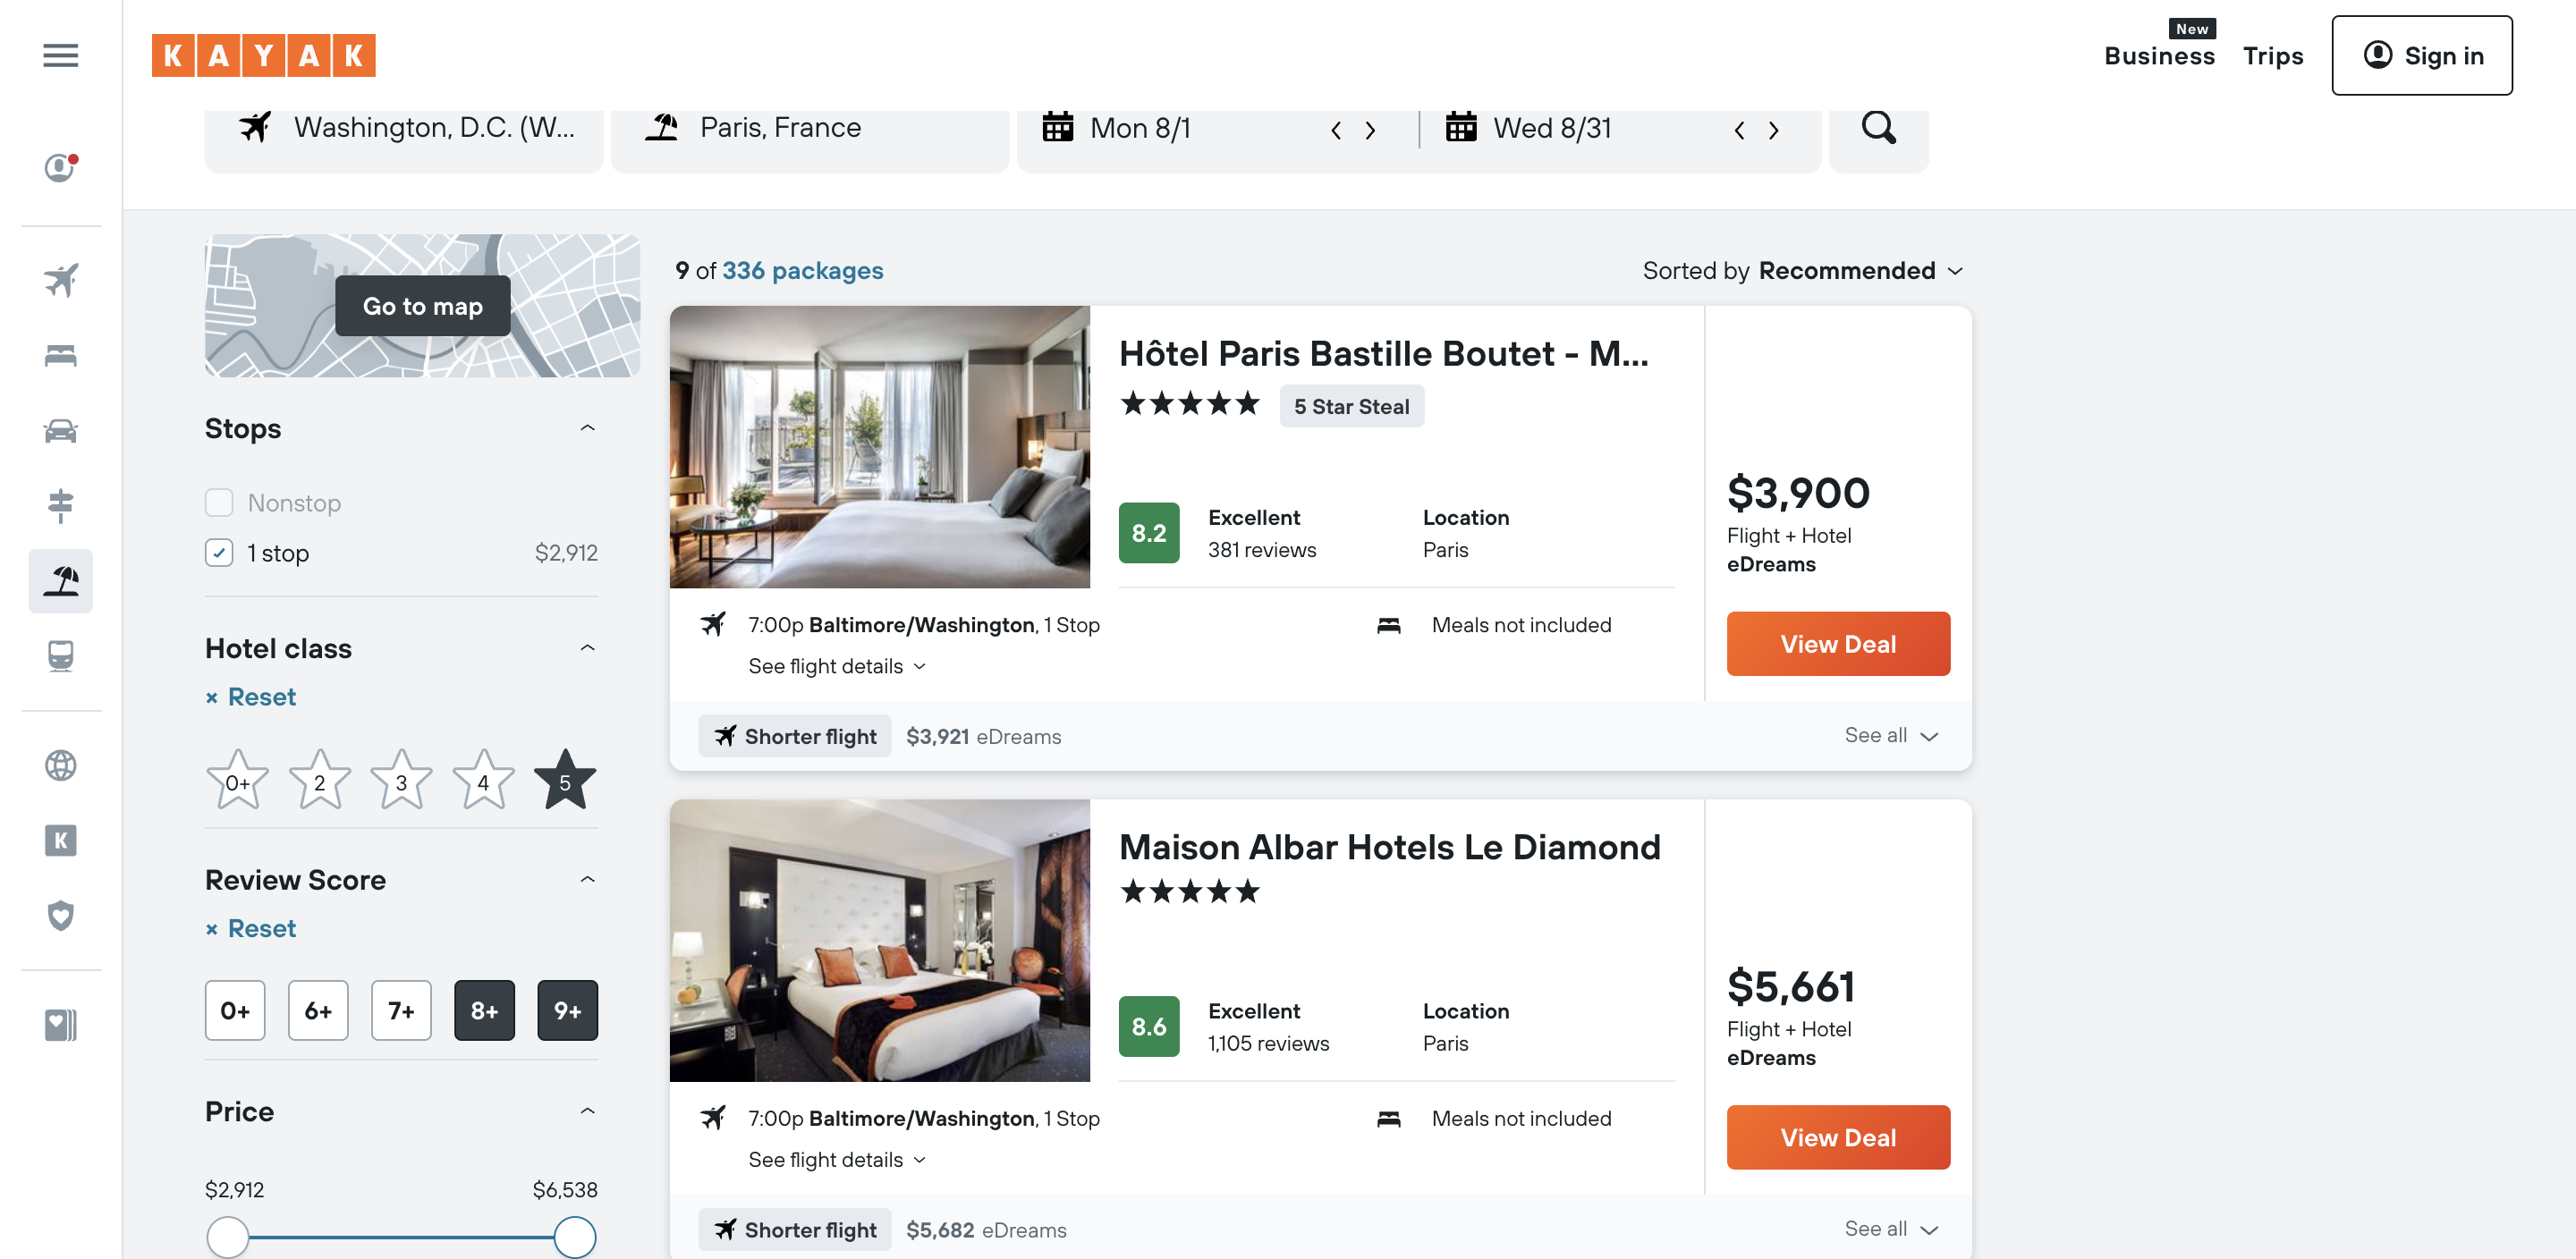 KAYAK
New
Business
Trips
Sign in
Washington, D.C. (W...
Paris, France
Mon 8/1
Wed 8/31
Go to map
9 of 336 packages
Sorted by Recommended
Stops
Nonstop
1 stop $2,912
Hotel class
× Reset
0+ 2 3 4 5
Review Score
× Reset
0+ 6+ 7+ 8+ 9+
Price
$2,912 $6,538
Hôtel Paris Bastille Boutet - M...
5 Star Steal
8.2
Excellent
381 reviews
Location
Paris
7:00p Baltimore/Washington, 1 Stop
See flight details
Meals not included
$3,900
Flight + Hotel
eDreams
View Deal
Shorter flight $3,921 eDreams
See all
Maison Albar Hotels Le Diamond
8.6
Excellent
1,105 reviews
Location
Paris
7:00p Baltimore/Washington, 1 Stop
See flight details
Meals not included
$5,661
Flight + Hotel
eDreams
View Deal
Shorter flight $5,682 eDreams
See all
K